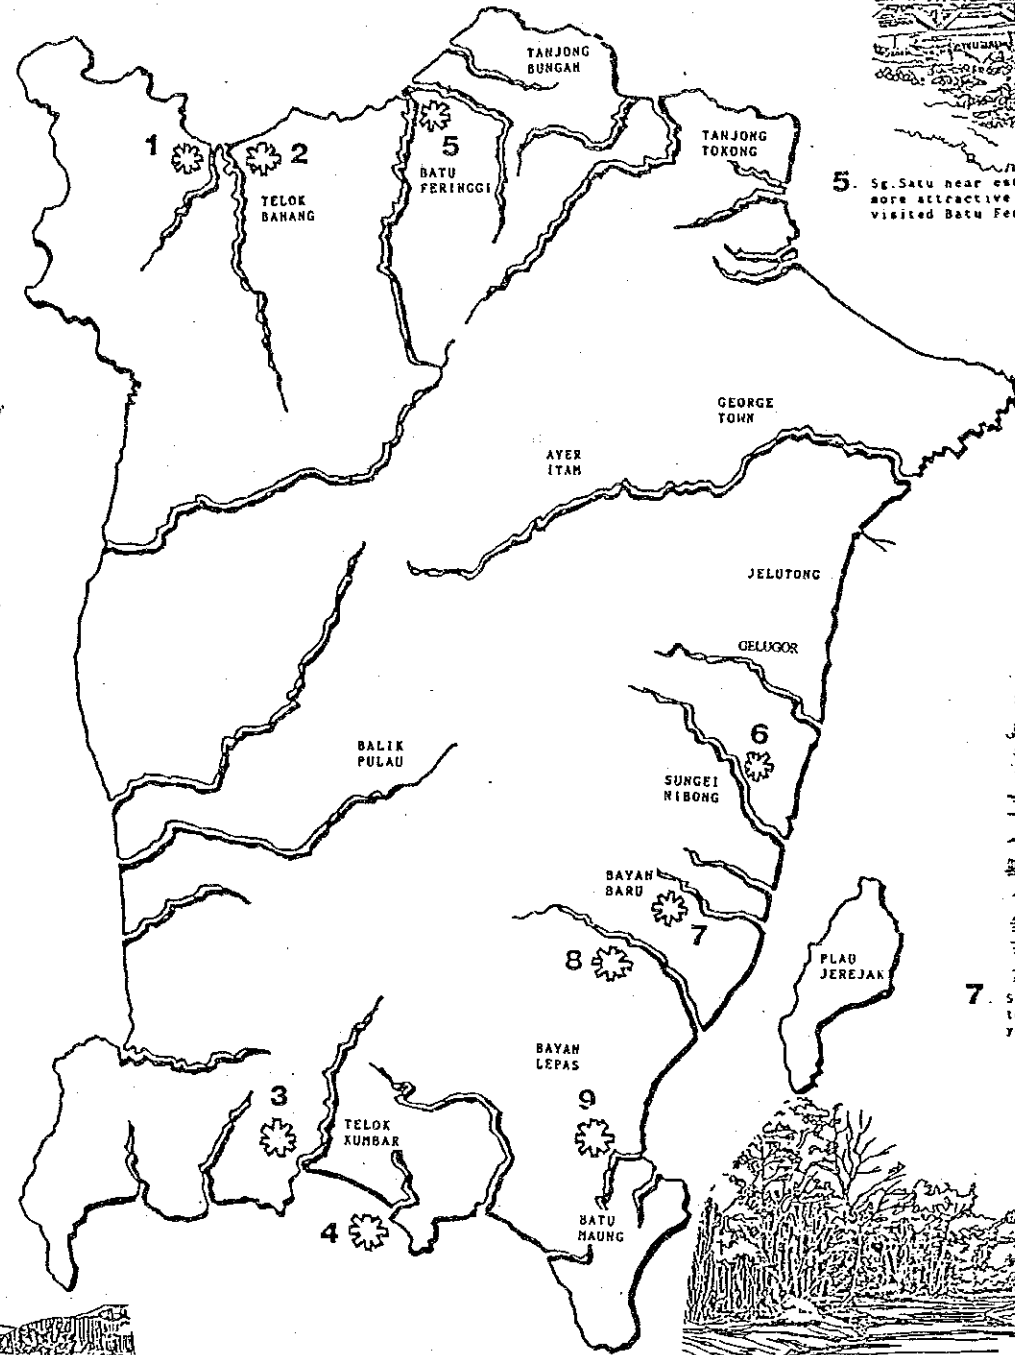 TANJONG
BUNGAH
1
2
5
TANJONG
TOKONG
BATU
FERINGGI
TELOK
BAHANG
5. Sg.Satu near
more attractive
visited Batu
GEORGE
TOWN
AYER
ITAM
JELUTONG
GELUGOR
6
BALIK
PULAU
SUNGEI
NIBONG
BAYAN
BARU
7
8
PLAU
JEREJAK
7.
BAYAN
LEPAS
3
9
TELOK
KUMBAR
4
BATU
MAUNG